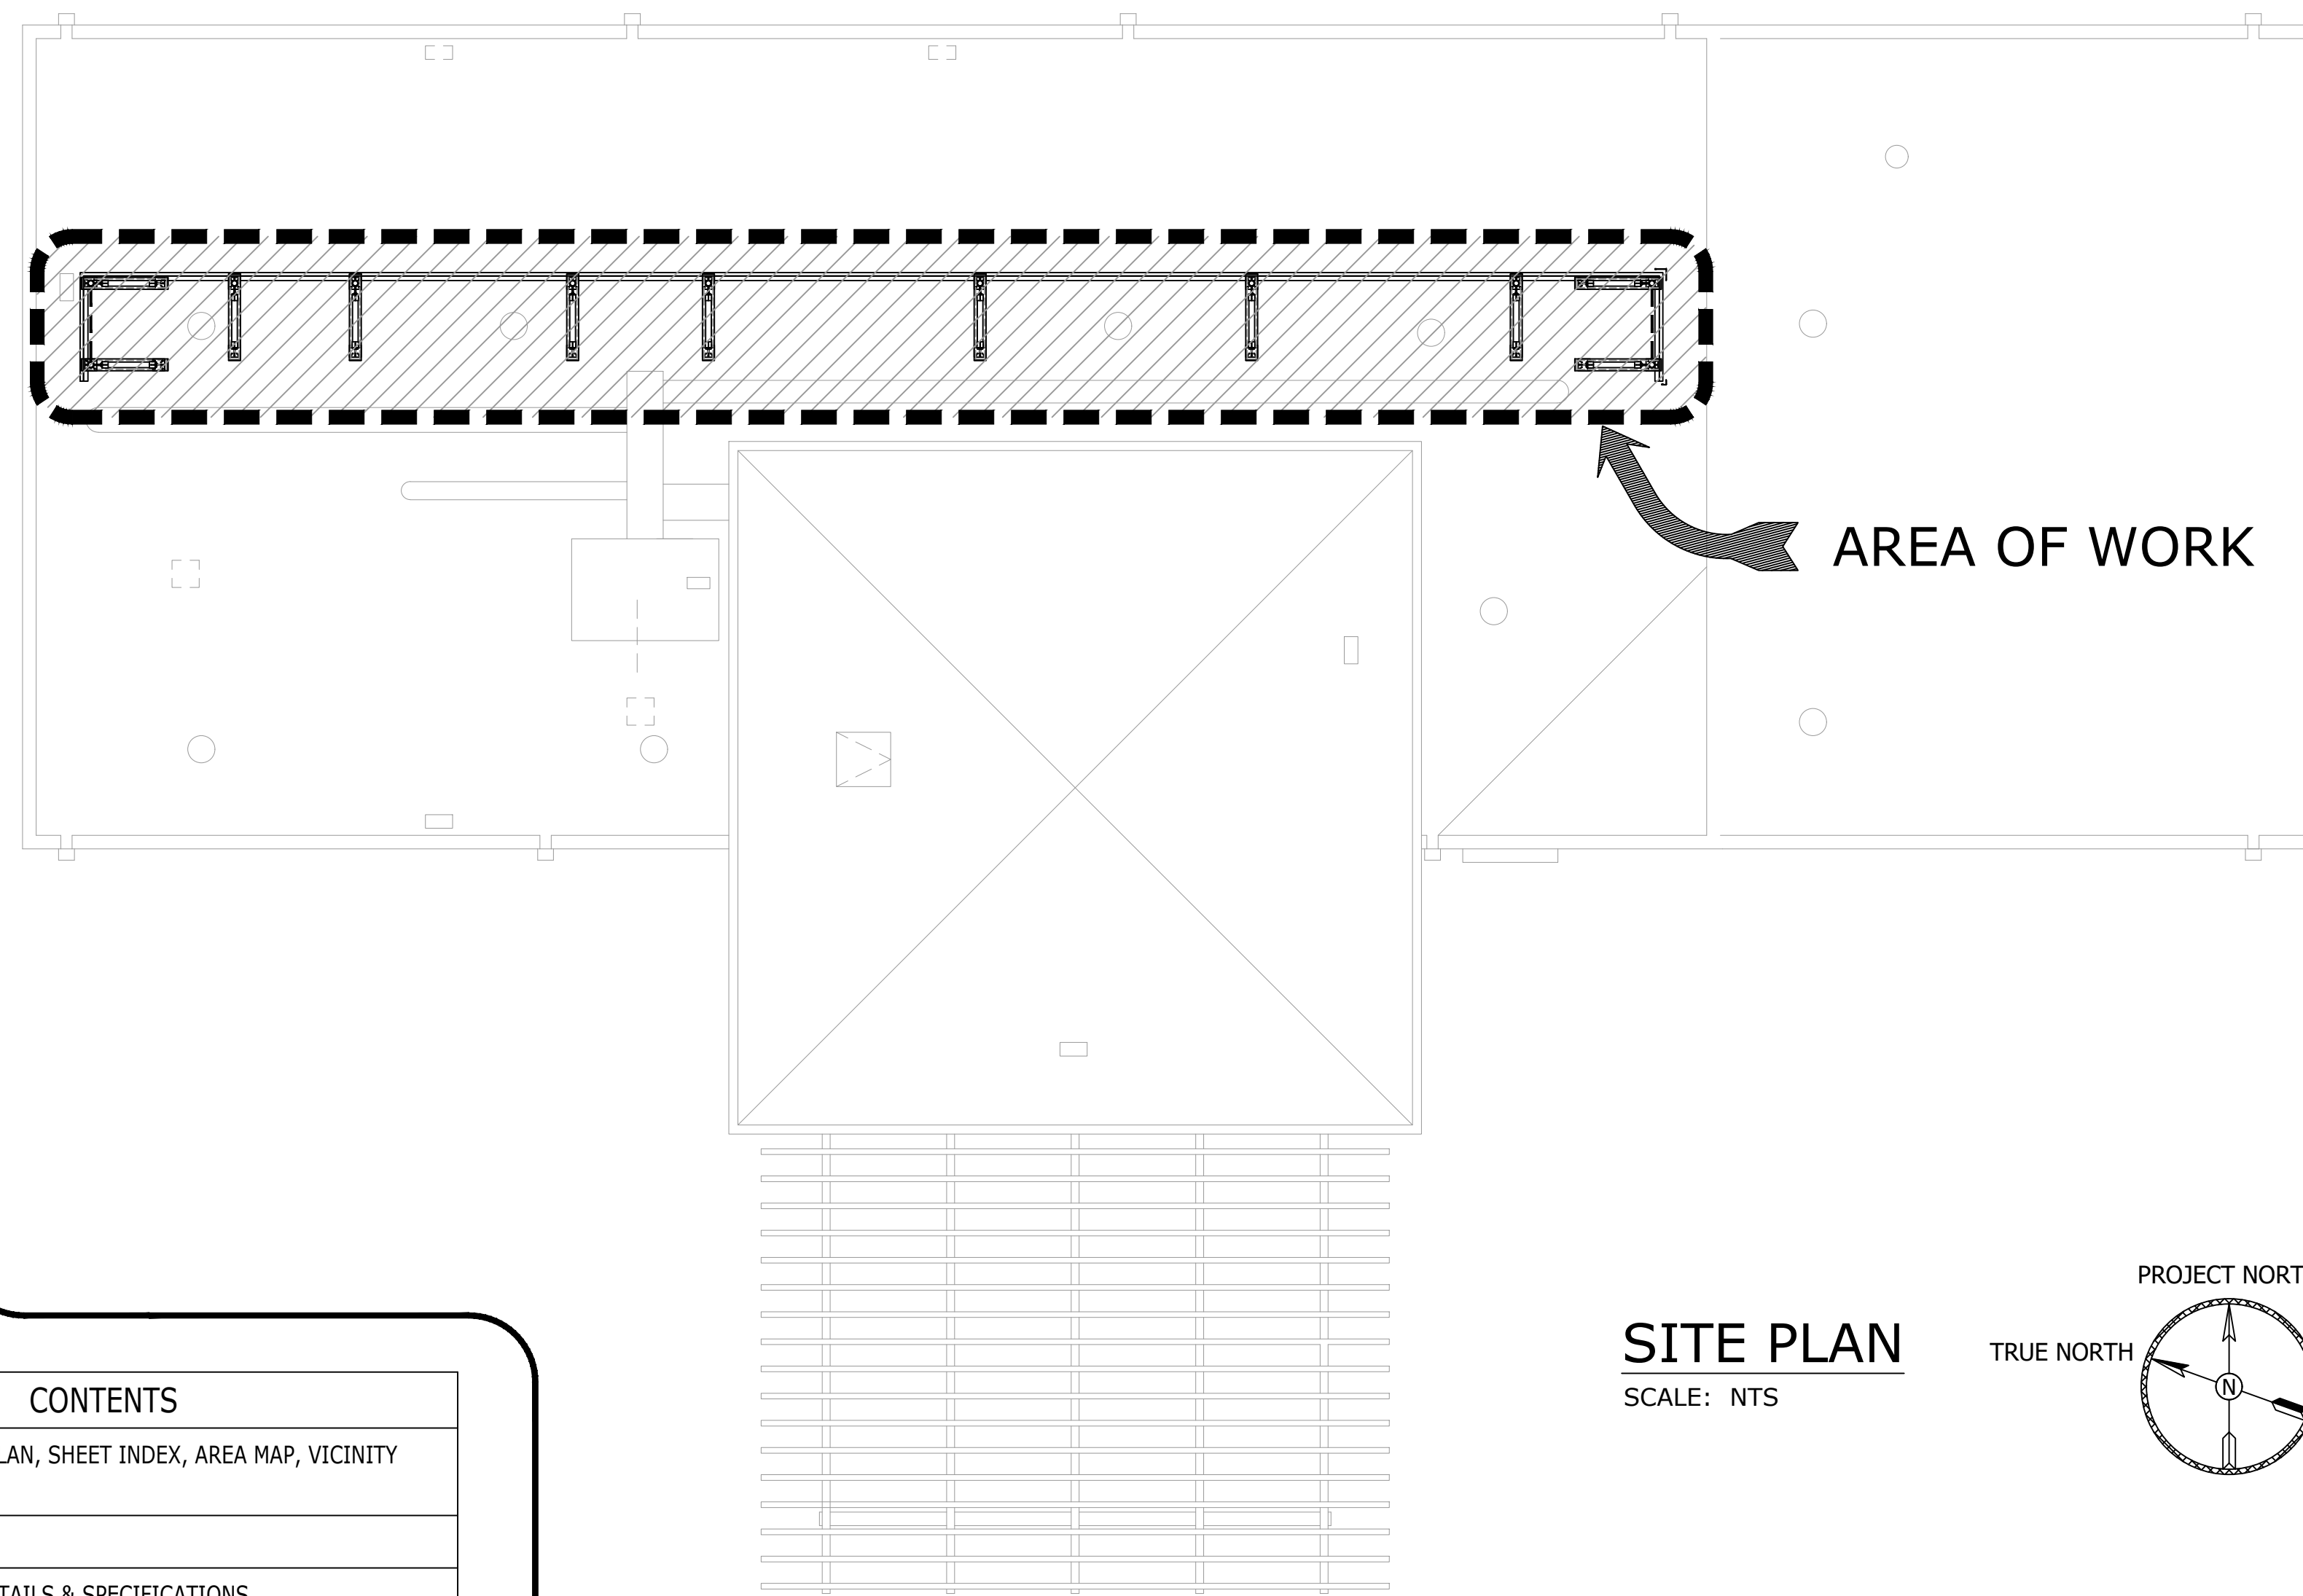 AREA OF WORK
PROJECT NORT
SITE PLAN
TRUE NORTH
N
SCALE: NTS
CONTENTS
LAN, SHEET INDEX, AREA MAP, VICINITY
TAILS & SPECIFICATIONS